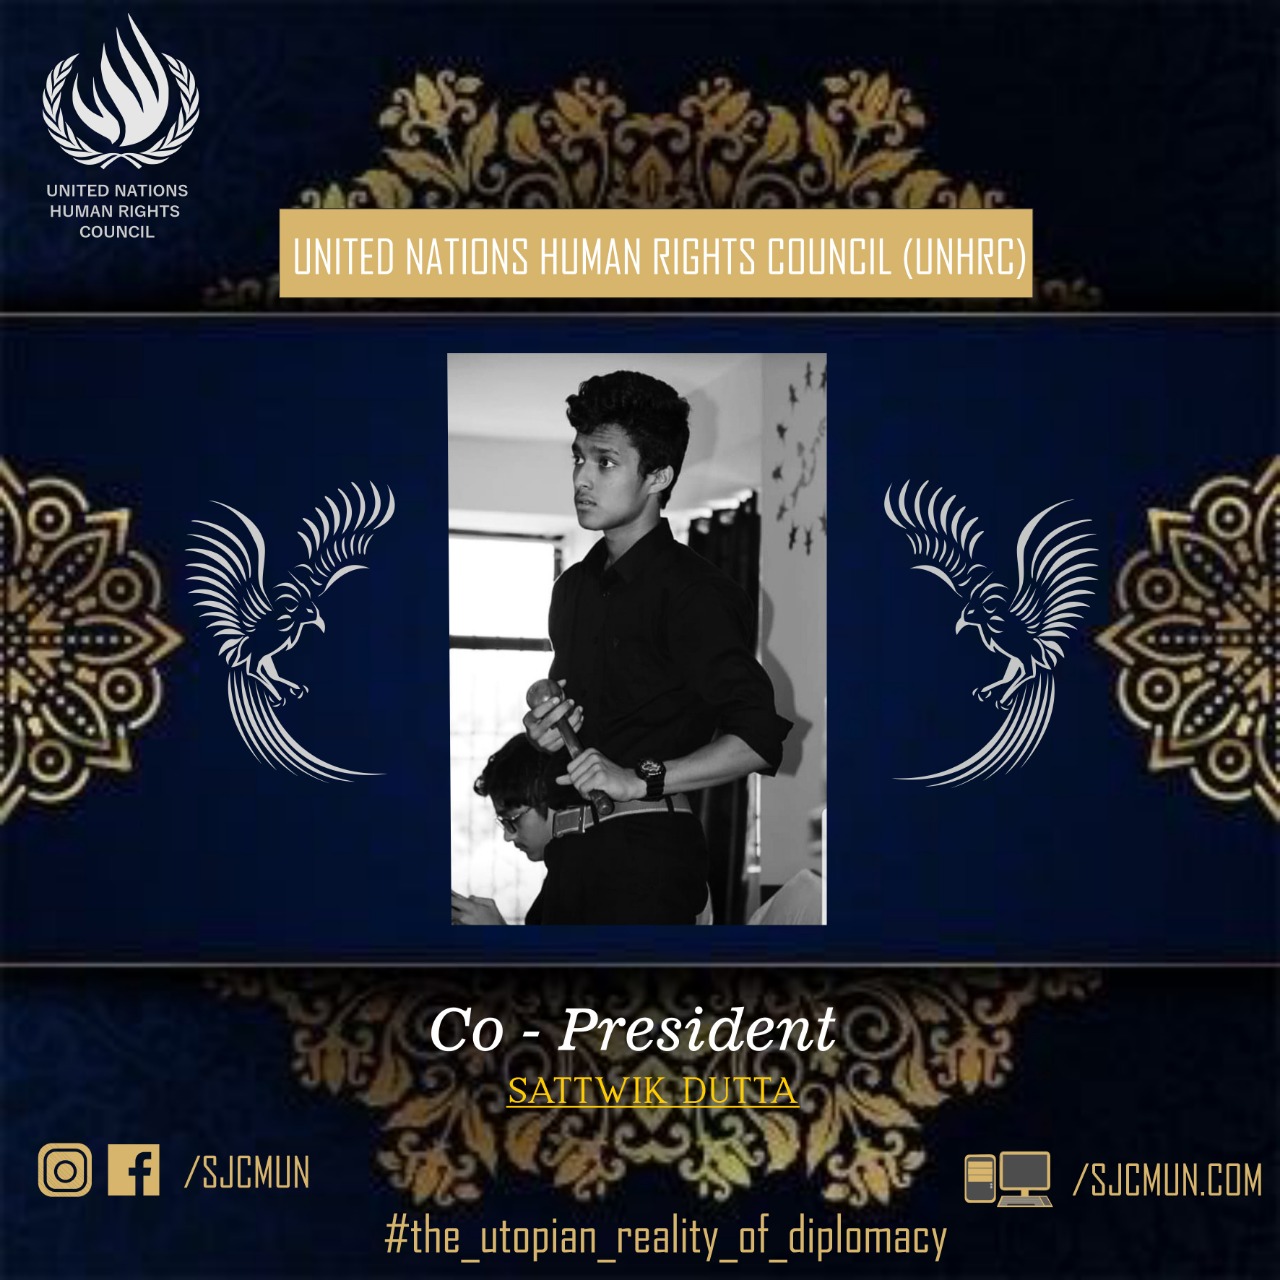 UNITED NATIONS
HUMAN RIGHTS
COUNCIL
UNITED NATIONS HUMAN RIGHTS COUNCIL (UNHRC)
Co - President
SATTWIK DUTTA
/SJCMUN
/SJCMUN.COM
#the_utopian_reality_of_diplomacy